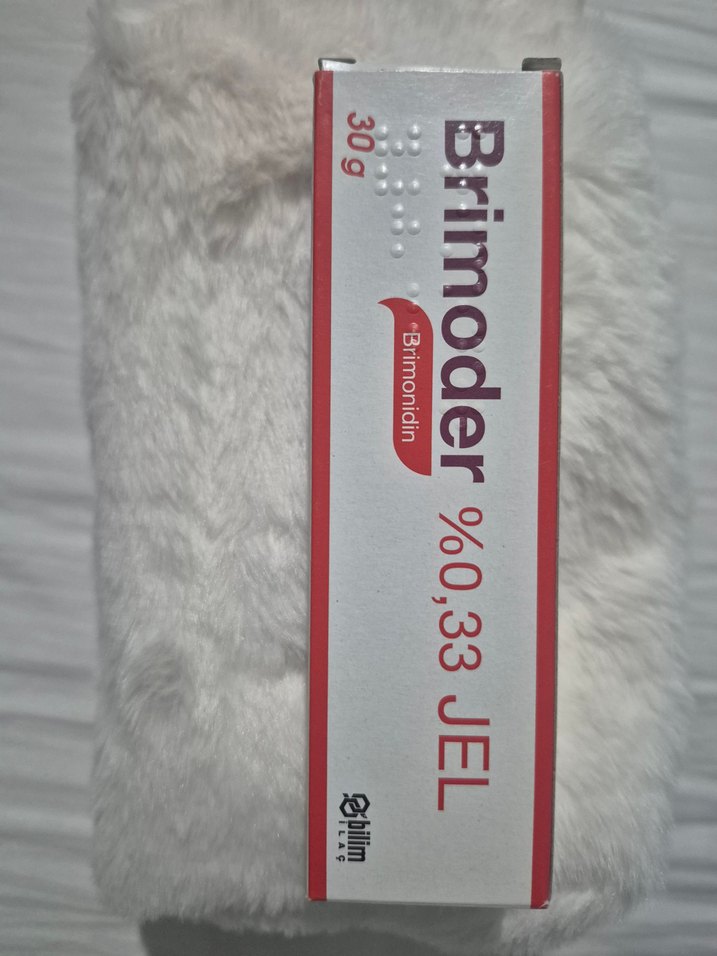 Brimoder %0,33 JEL
Brimonidin
30 g
bilim
İLAÇ